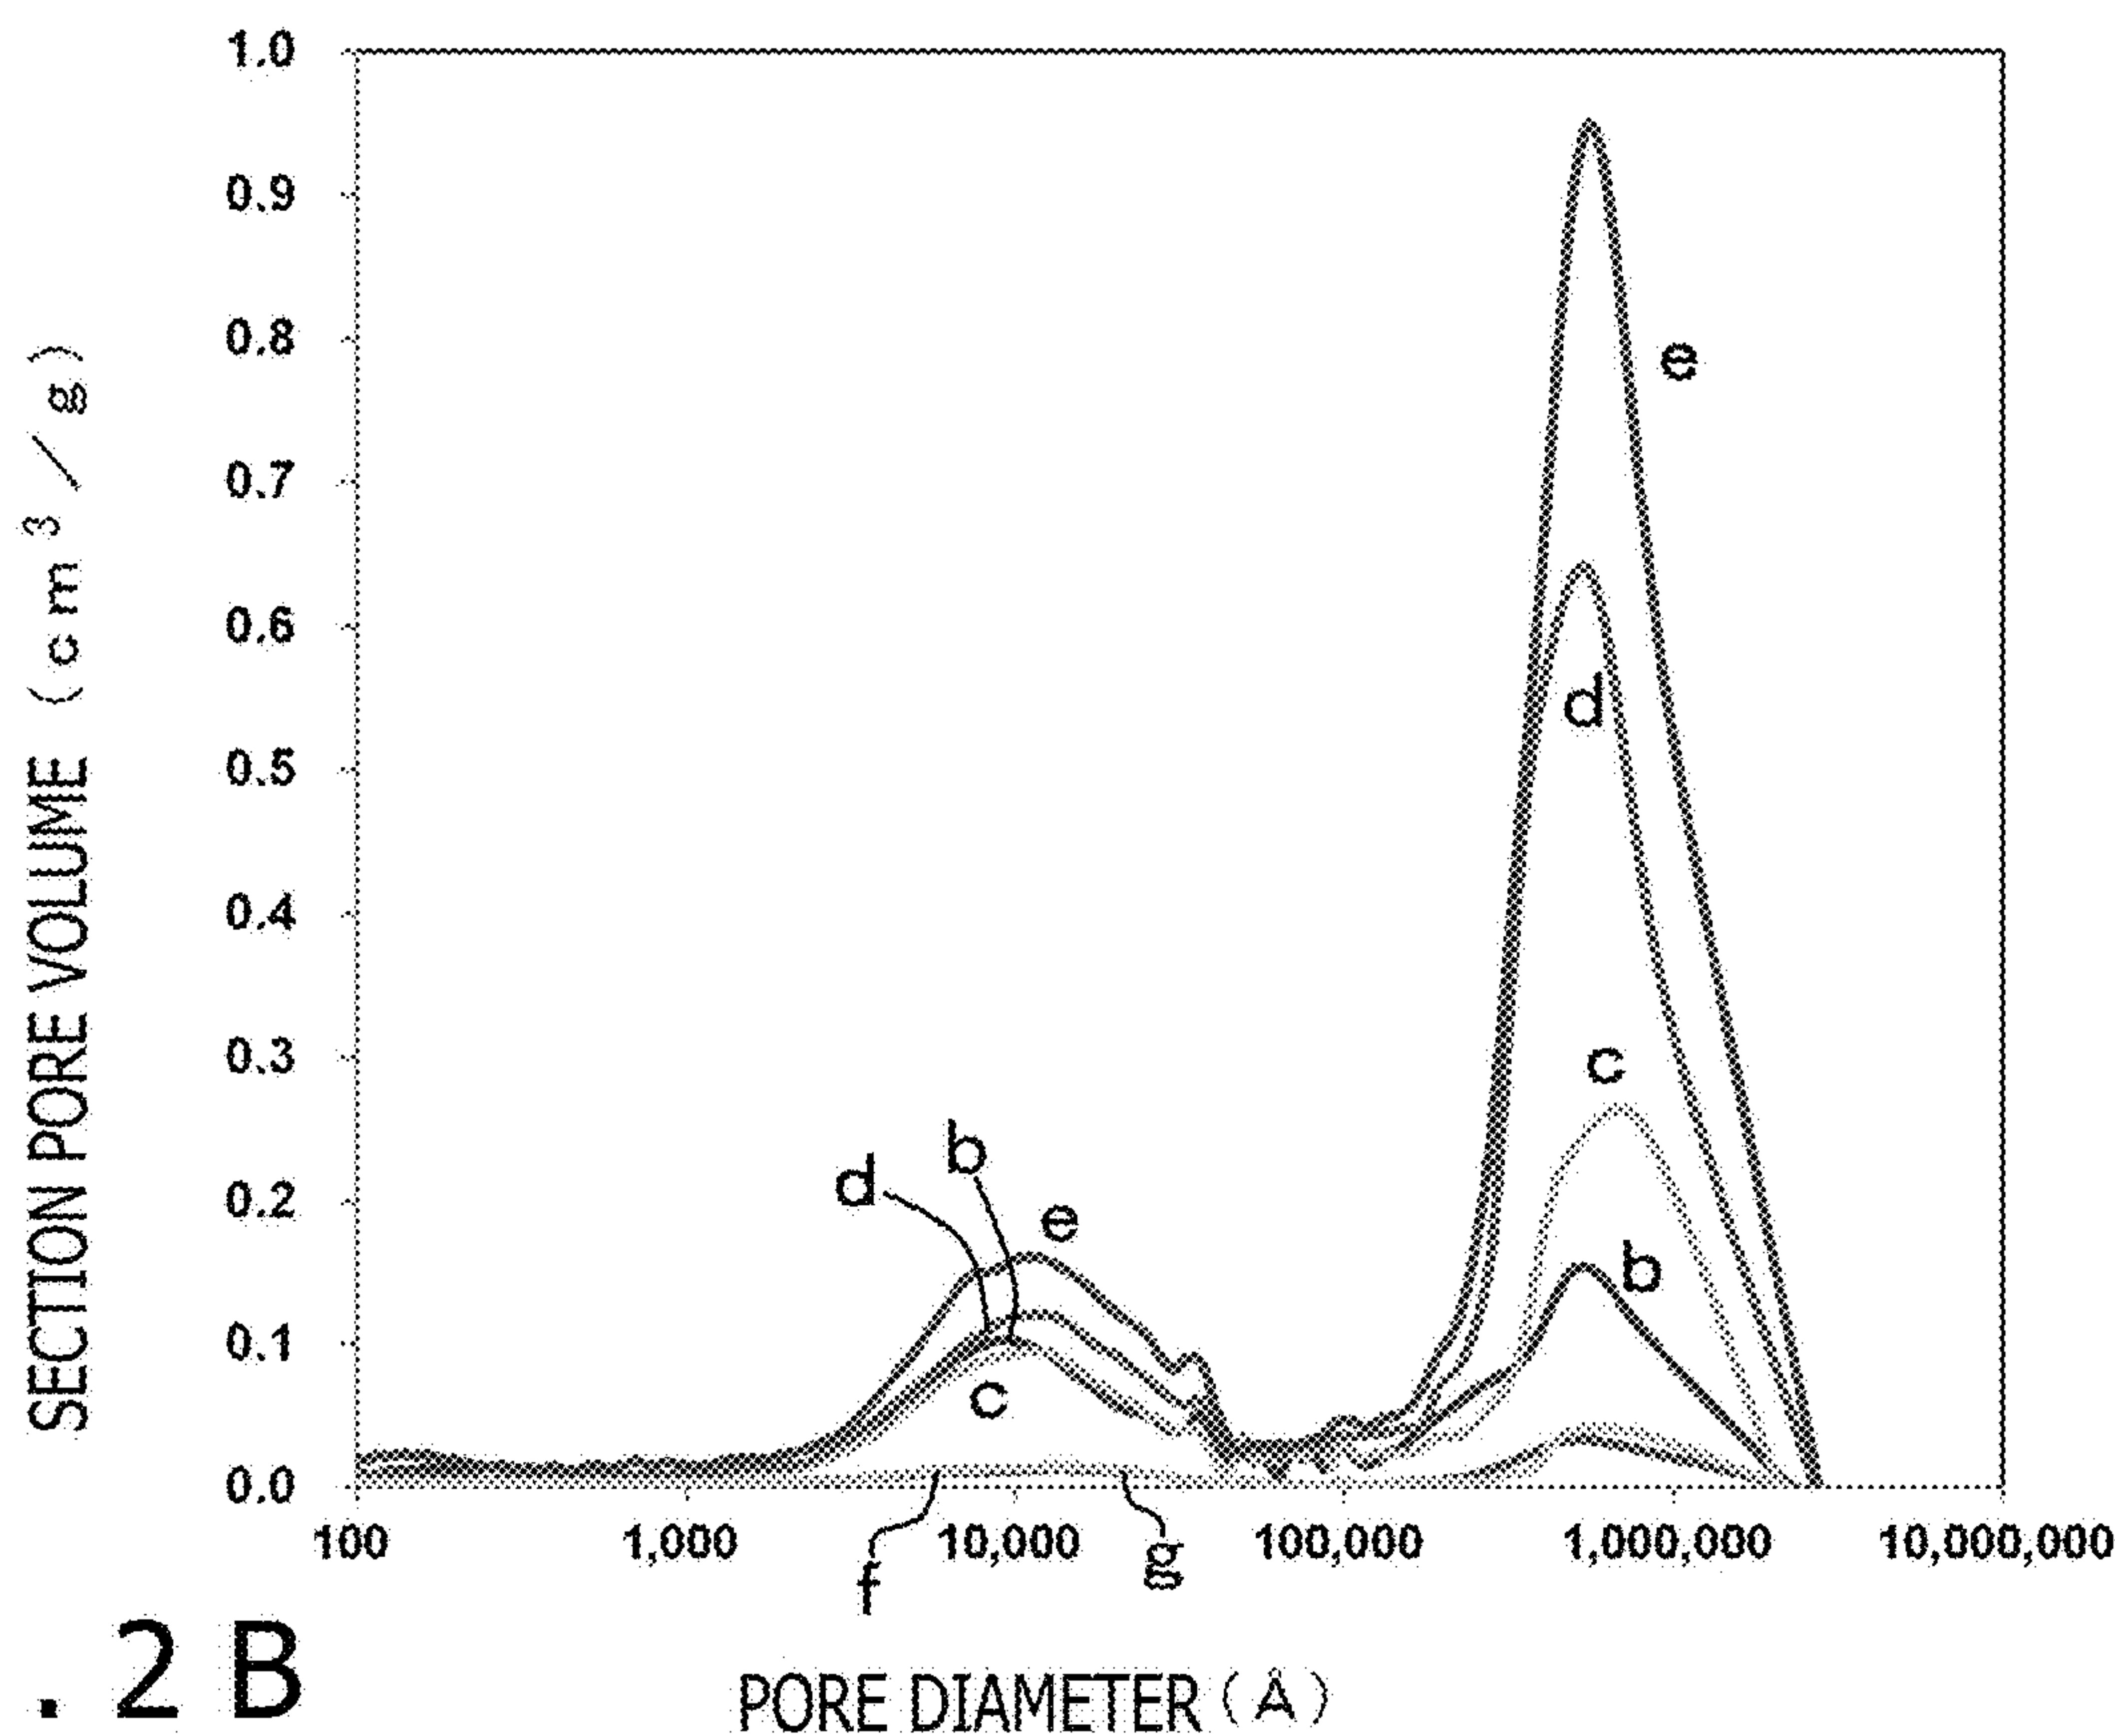 SECTION PORE VOLUME (cm³/g)
1.0
0.9
0.8
0.7
0.6
0.5
0.4
0.3
0.2
0.1
0.0
e
d
c
b
d
b
e
c
f
g
100
1,000
10,000
100,000
1,000,000
10,000,000
PORE DIAMETER (Å)
. 2 B